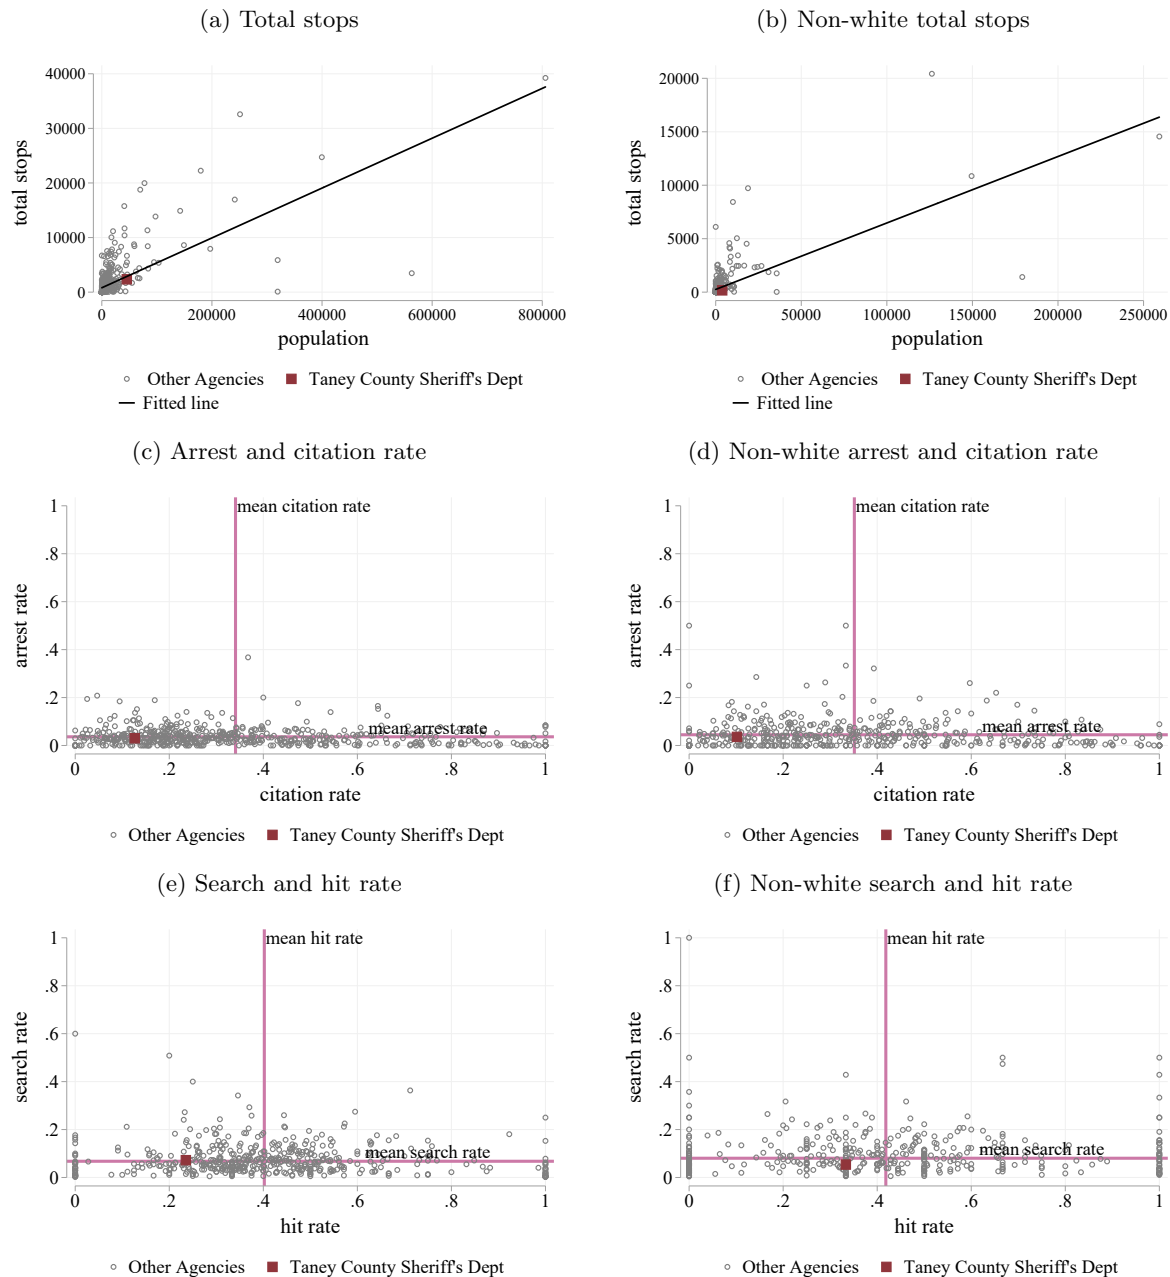 (a) Total stops
(b) Non-white total stops
total stops
40000
30000
20000
10000
0
0
200000
400000
600000
800000
population
Other Agencies
Taney County Sheriff's Dept
Fitted line
total stops
20000
15000
10000
5000
0
0
50000
100000
150000
200000
250000
population
Other Agencies
Taney County Sheriff's Dept
Fitted line
(c) Arrest and citation rate
(d) Non-white arrest and citation rate
arrest rate
1
.8
.6
.4
.2
0
mean citation rate
mean arrest rate
0
.2
.4
.6
.8
1
citation rate
Other Agencies
Taney County Sheriff's Dept
arrest rate
1
.8
.6
.4
.2
0
mean citation rate
mean arrest rate
0
.2
.4
.6
.8
1
citation rate
Other Agencies
Taney County Sheriff's Dept
(e) Search and hit rate
(f) Non-white search and hit rate
search rate
1
.8
.6
.4
.2
0
mean hit rate
mean search rate
0
.2
.4
.6
.8
1
hit rate
Other Agencies
Taney County Sheriff's Dept
search rate
1
.8
.6
.4
.2
0
mean hit rate
mean search rate
0
.2
.4
.6
.8
1
hit rate
Other Agencies
Taney County Sheriff's Dept